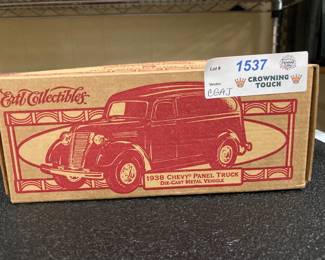 Ertl Collectibles
1938 CHEVY® PANEL TRUCK
DIE-CAST METAL VEHICLE
Lot #
1537
CROWNING
TOUCH